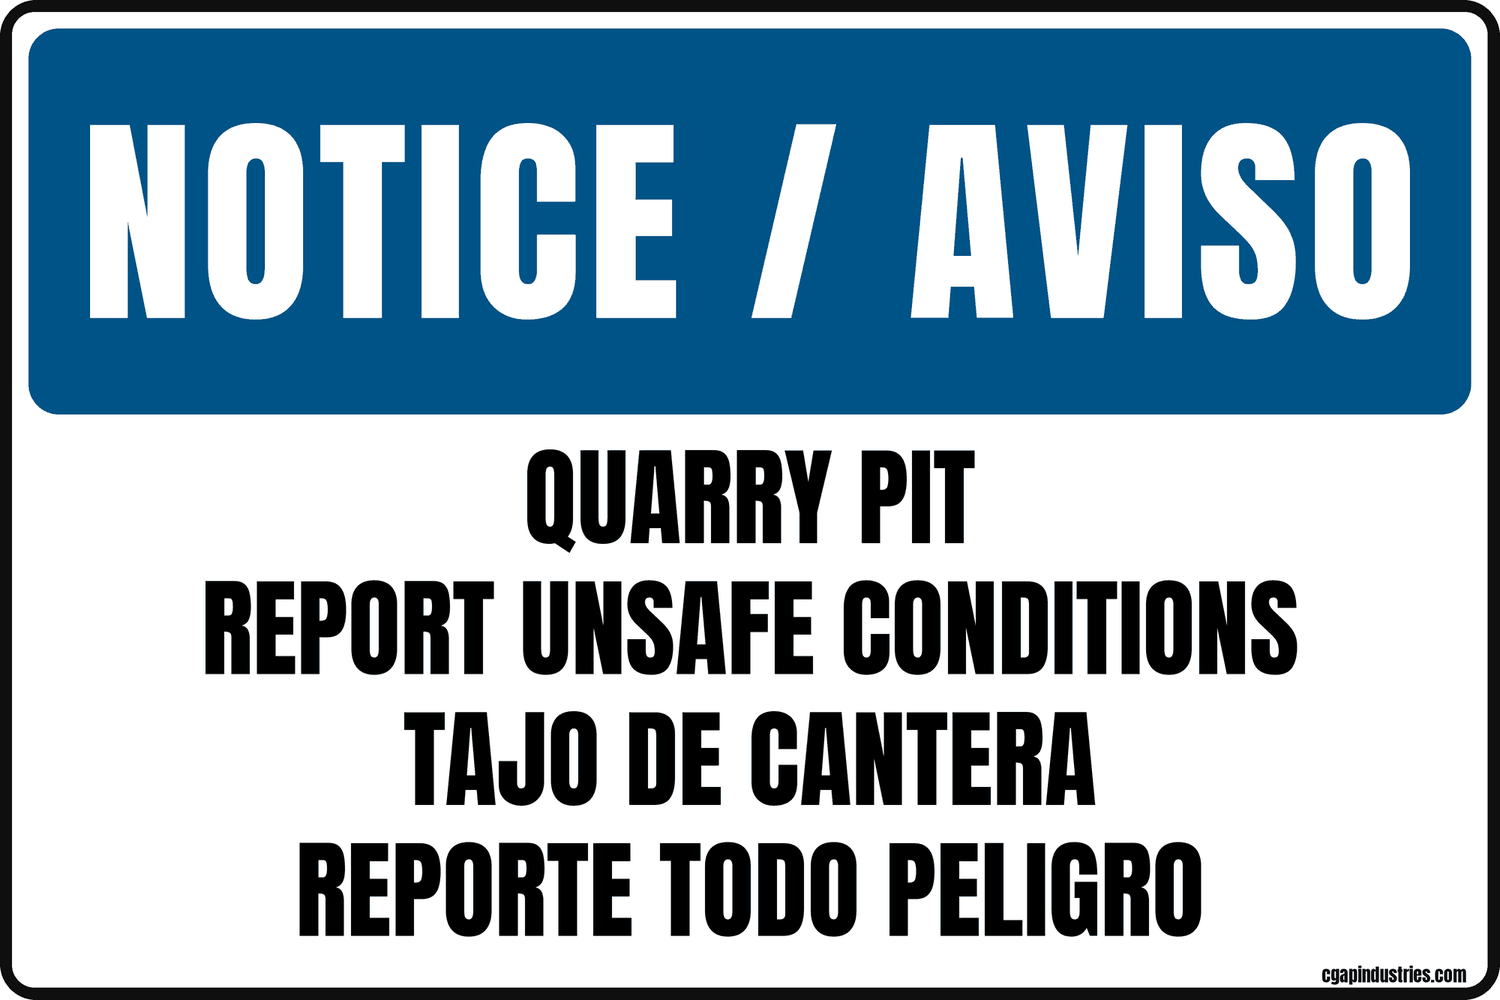 NOTICE / AVISO
QUARRY PIT
REPORT UNSAFE CONDITIONS
TAJO DE CANTERA
REPORTE TODO PELIGRO
cgapindustries.com